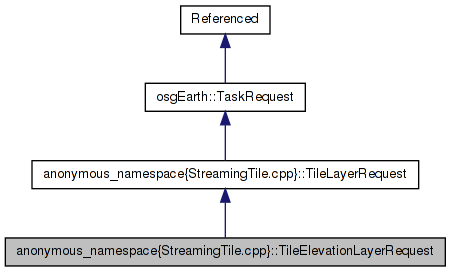 Referenced
osgEarth::TaskRequest
anonymous_namespace{StreamingTile.cpp}::TileLayerRequest
anonymous_namespace{StreamingTile.cpp}::TileElevationLayerRequest